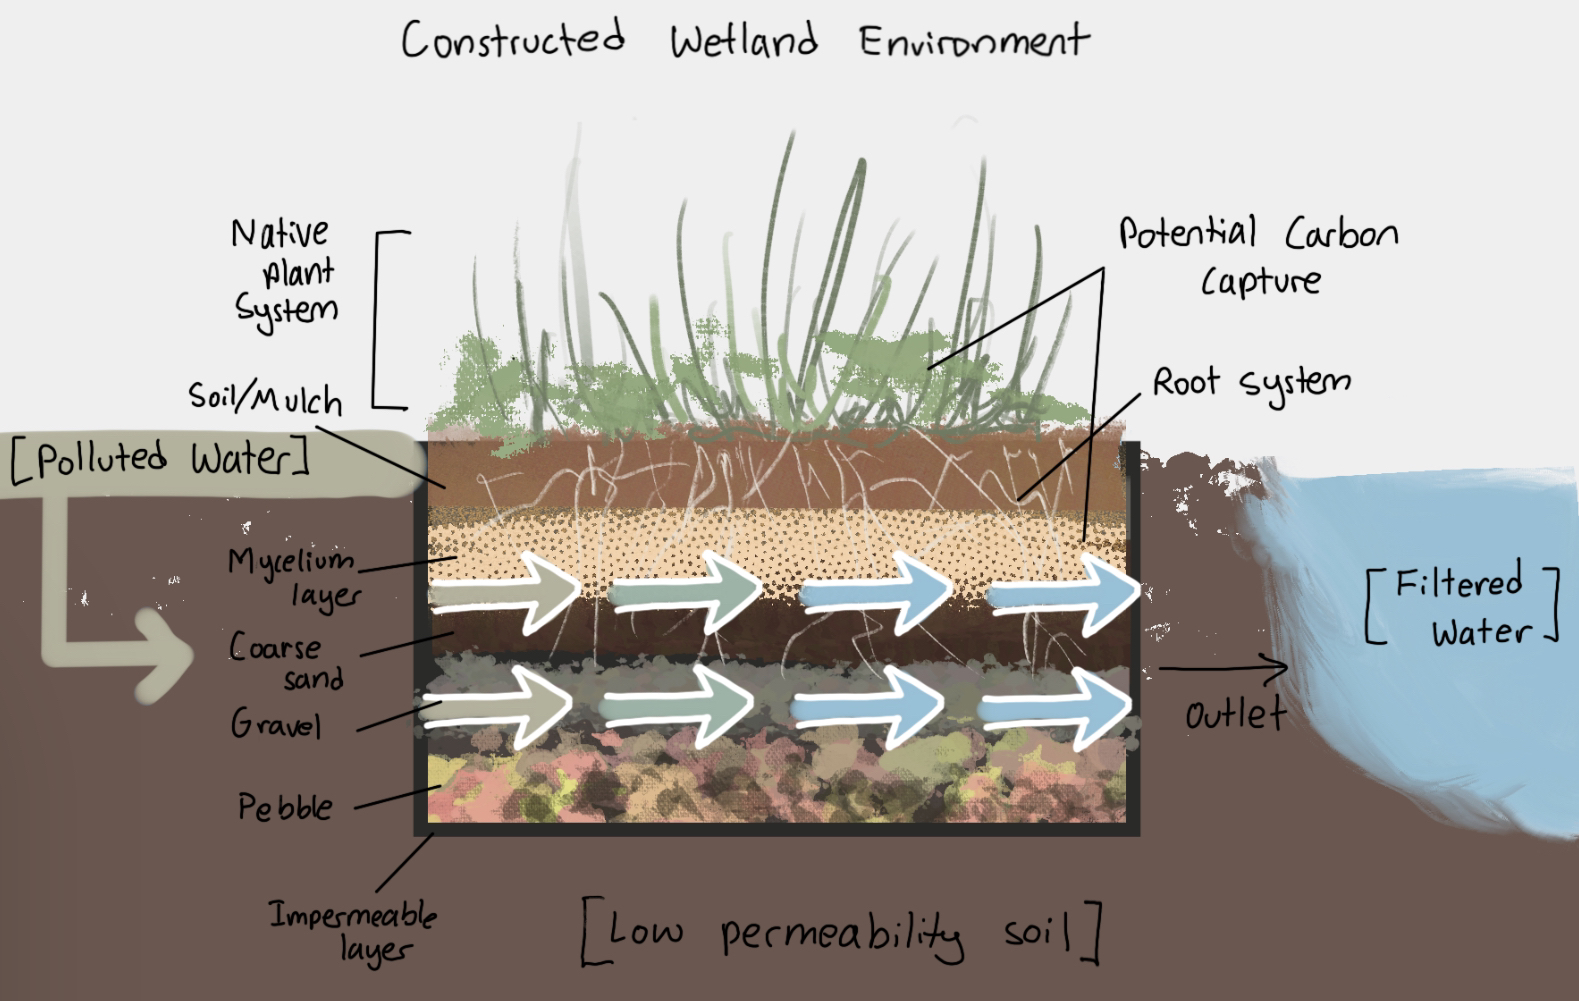 Constructed Wetland Environment
Native
plant
System
Potential Carbon
Capture
Soil/Mulch
Root system
[Polluted Water]
Mycelium
layer
[Filtered
Water]
Coarse
sand
Gravel
Outlet
Pebble
Impermeable
layer
[Low permeability soil]